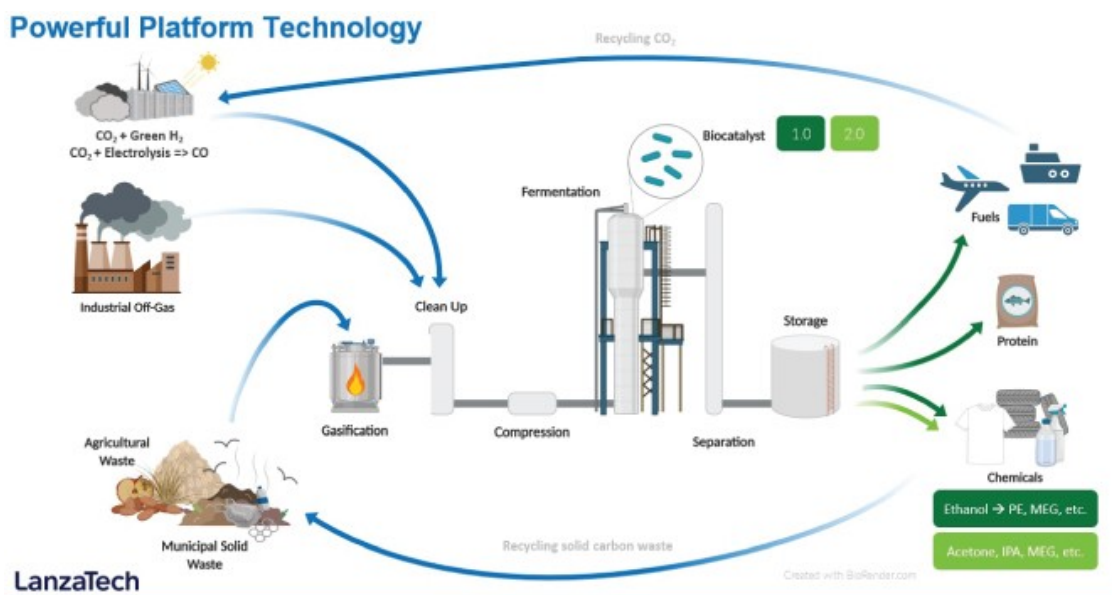 Powerful Platform Technology
Recycling CO₂
CO₂ + Green H₂
CO₂ + Electrolysis => CO
Industrial Off-Gas
Agricultural
Waste
Municipal Solid
Waste
Gasification
Clean Up
Compression
Fermentation
Biocatalyst
1.0
2.0
Separation
Storage
Fuels
Protein
Chemicals
Ethanol → PE, MEG, etc.
Acetone, IPA, MEG, etc.
Recycling solid carbon waste
Created with BioRender.com
LanzaTech